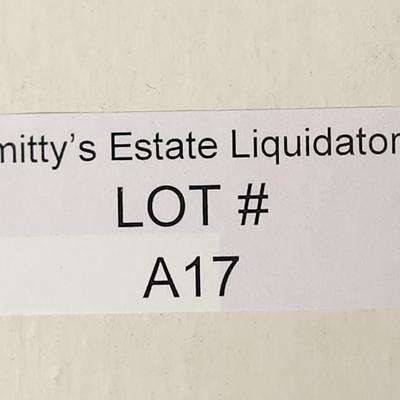 mitty's Estate Liquidator
LOT #
A17